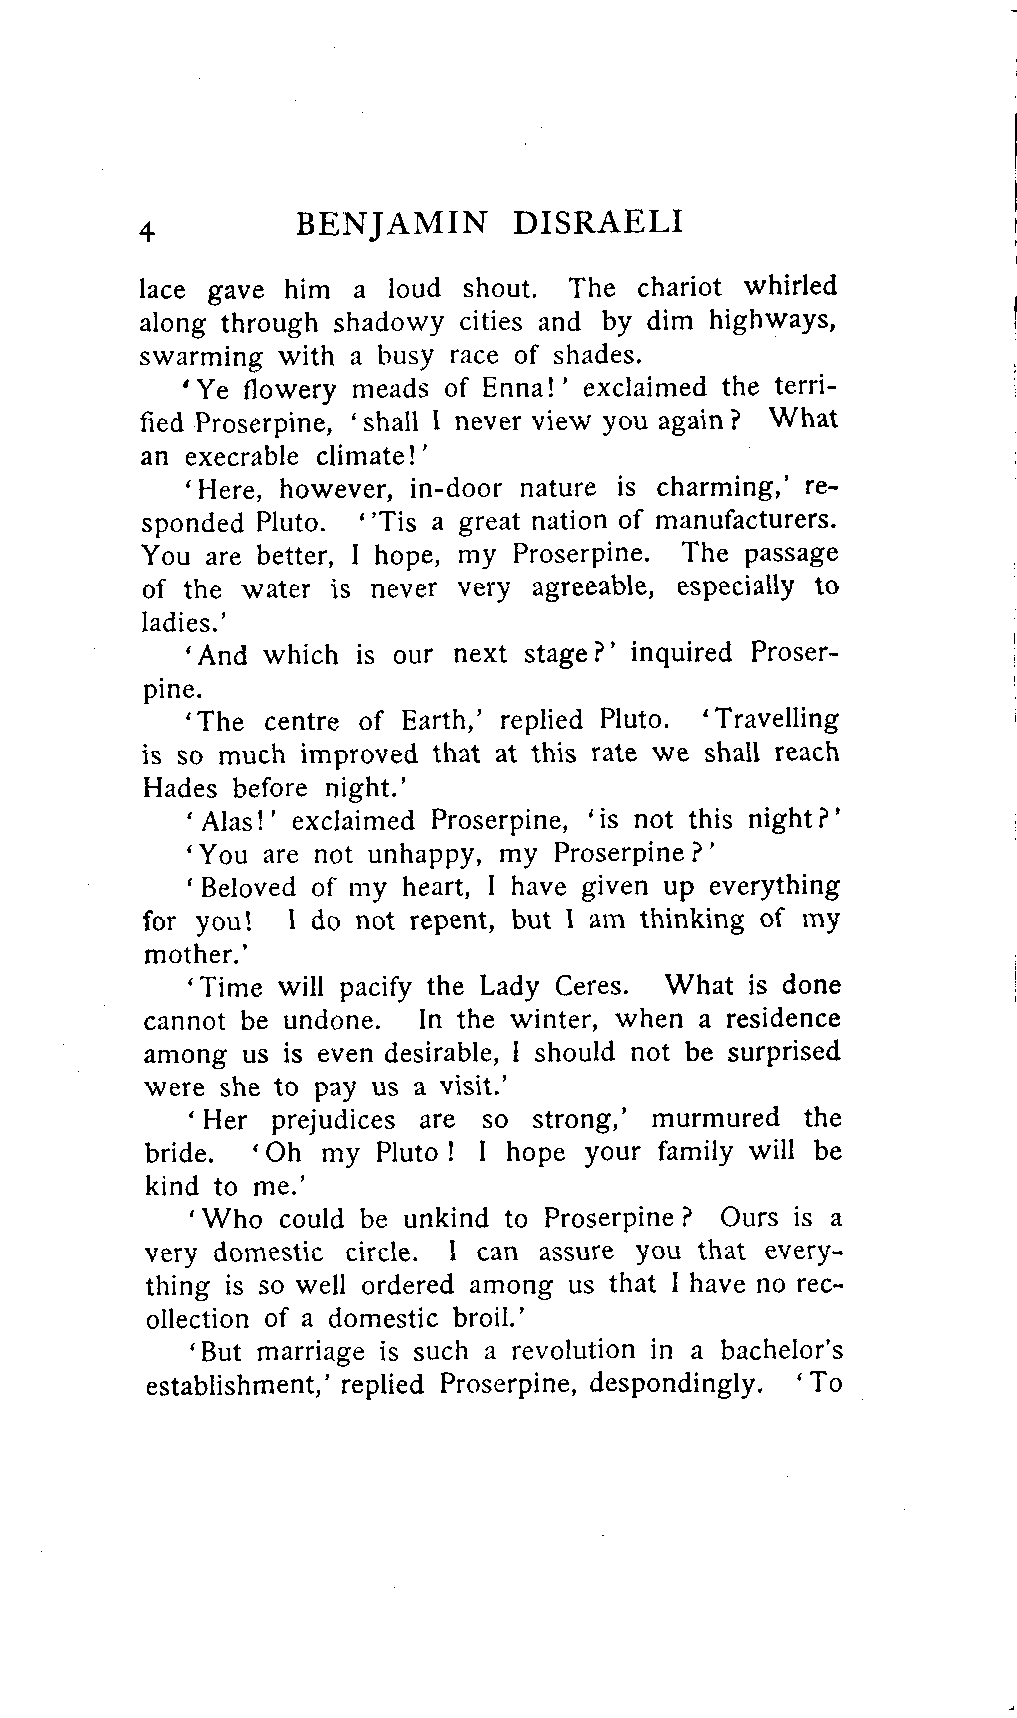 4 BENJAMIN DISRAELI
lace gave him a loud shout. The chariot whirled
along through shadowy cities and by dim highways,
swarming with a busy race of shades.
‘Ye flowery meads of Enna!’ exclaimed the terri-
fied Proserpine, ‘shall I never view you again? What
an execrable climate!’
‘Here, however, in-door nature is charming,’ re-
sponded Pluto. ‘’Tis a great nation of manufacturers.
You are better, I hope, my Proserpine. The passage
of the water is never very agreeable, especially to
ladies.’
‘And which is our next stage?’ inquired Proser-
pine.
‘The centre of Earth,’ replied Pluto. ‘Travelling
is so much improved that at this rate we shall reach
Hades before night.’
‘Alas!’ exclaimed Proserpine, ‘is not this night?’
‘You are not unhappy, my Proserpine?’
‘Beloved of my heart, I have given up everything
for you! I do not repent, but I am thinking of my
mother.’
‘Time will pacify the Lady Ceres. What is done
cannot be undone. In the winter, when a residence
among us is even desirable, I should not be surprised
were she to pay us a visit.’
‘Her prejudices are so strong,’ murmured the
bride. ‘Oh my Pluto! I hope your family will be
kind to me.’
‘Who could be unkind to Proserpine? Ours is a
very domestic circle. I can assure you that every-
thing is so well ordered among us that I have no rec-
ollection of a domestic broil.’
‘But marriage is such a revolution in a bachelor’s
establishment,’ replied Proserpine, despondingly. ‘To